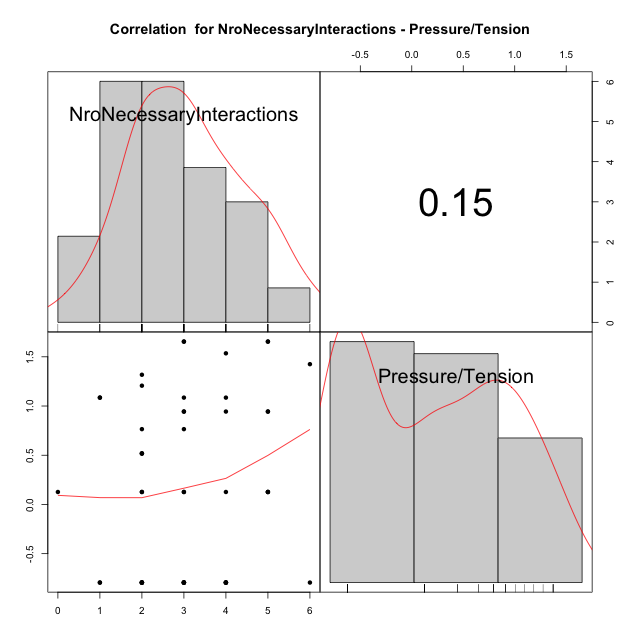 Correlation  for NroNecessaryInteractions - Pressure/Tension
-0.5 0.0 0.5 1.0 1.5
NroNecessaryInteractions
0.15
6
5
4
3
2
1
0
1.5
1.0
0.5
0.0
-0.5
Pressure/Tension
0 1 2 3 4 5 6